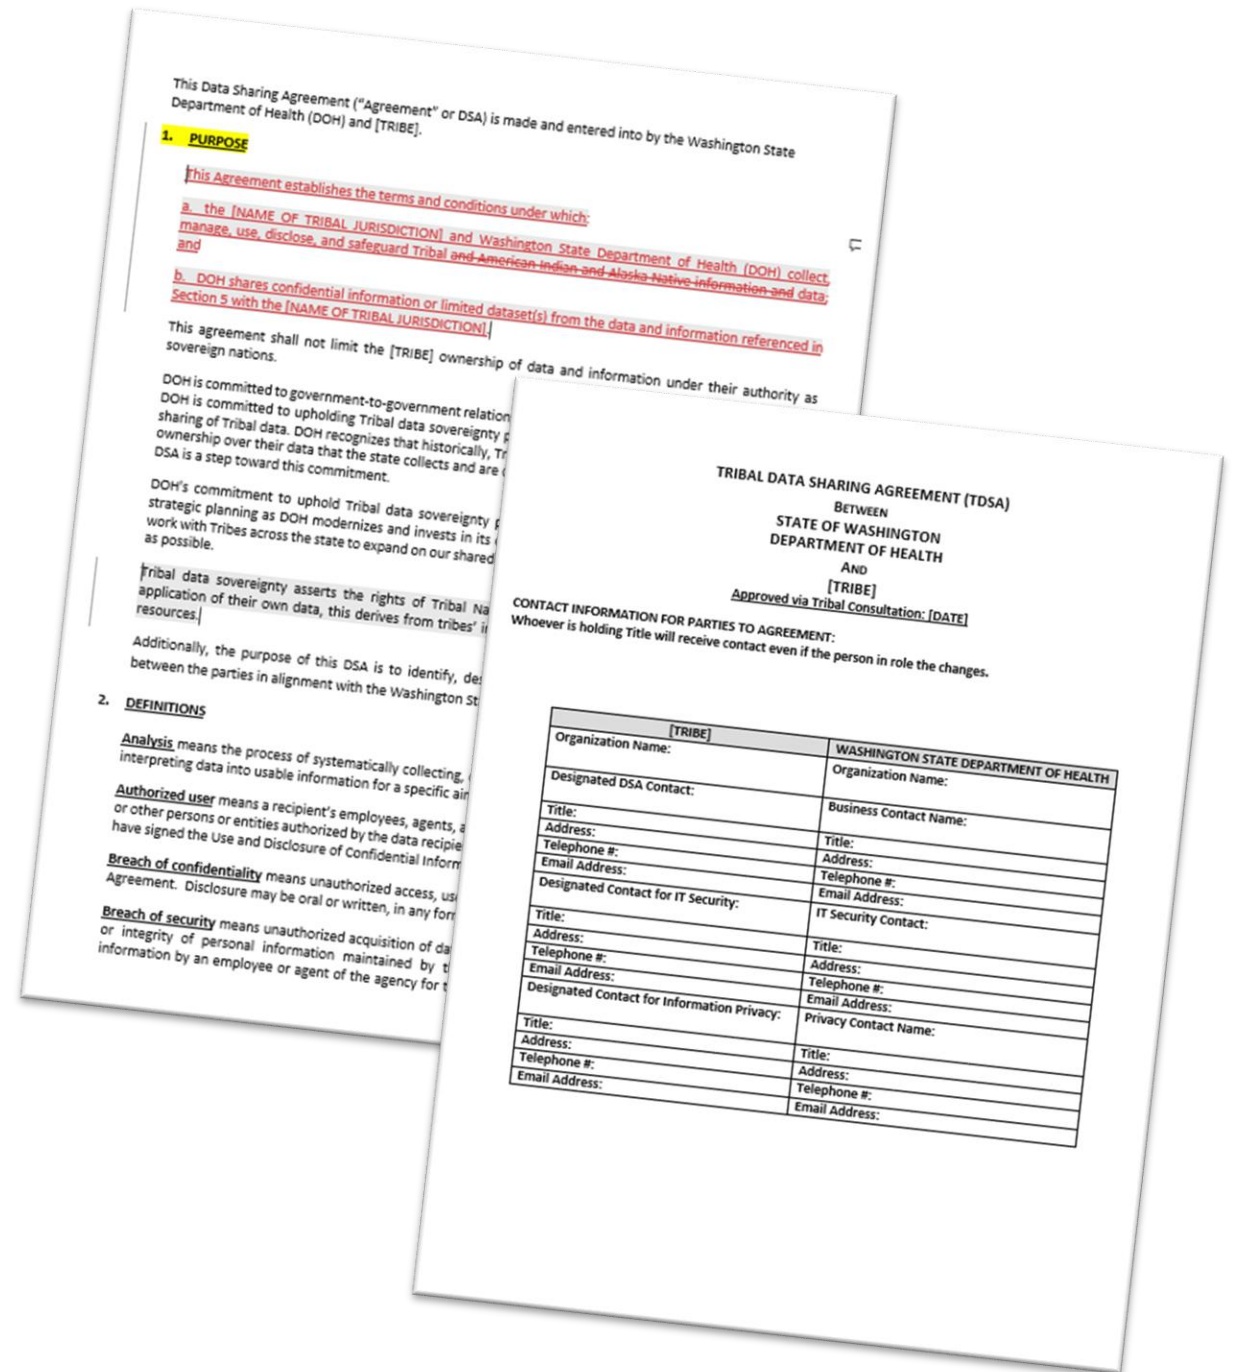 This Data Sharing Agreement (“Agreement” or DSA) is made and entered into by the Washington State
Department of Health (DOH) and [TRIBE].
1. PURPOSE
This Agreement establishes the terms and conditions under which:
a. the [NAME OF TRIBAL JURISDICTION] and Washington State Department of Health (DOH) collect,
manage, use, disclose, and safeguard Tribal and American Indian and Alaska Native information and data;
and
b. DOH shares confidential information or limited dataset(s) from the data and information referenced in
Section 5 with the [NAME OF TRIBAL JURISDICTION].
This agreement shall not limit the [TRIBE] ownership of data and information under their authority as
sovereign nations.
DOH is committed to government-to-government relation
DOH is committed to upholding Tribal data sovereignty
sharing of Tribal data. DOH recognizes that historically, Tr
ownership over their data that the state collects and are
DSA is a step toward this commitment.
DOH's commitment to uphold Tribal data sovereignty
strategic planning as DOH modernizes and invests in its
work with Tribes across the state to expand on our shared
as possible.
Tribal data sovereignty asserts the rights of Tribal Na
application of their own data, this derives from tribes’ i
resources.
Additionally, the purpose of this DSA is to identify, des
between the parties in alignment with the Washington St
2. DEFINITIONS
Analysis means the process of systematically collecting,
interpreting data into usable information for a specific air
Authorized user means a recipient’s employees, agents,
or other persons or entities authorized by the data recipie
have signed the Use and Disclosure of Confidential Inform
Breach of confidentiality means unauthorized access, us
Agreement. Disclosure may be oral or written, in any for
Breach of security means unauthorized acquisition of da
or integrity of personal information maintained by t
information by an employee or agent of the agency for t
TRIBAL DATA SHARING AGREEMENT (TDSA)
BETWEEN
STATE OF WASHINGTON
DEPARTMENT OF HEALTH
AND
[TRIBE]
Approved via Tribal Consultation: [DATE]
CONTACT INFORMATION FOR PARTIES TO AGREEMENT:
Whoever is holding Title will receive contact even if the person in role the changes.
[TRIBE]
Organization Name:
Designated DSA Contact:
Title:
Address:
Telephone #:
Email Address:
Designated Contact for IT Security:
Title:
Address:
Telephone #:
Email Address:
Designated Contact for Information Privacy:
Title:
Address:
Telephone #:
Email Address:
WASHINGTON STATE DEPARTMENT OF HEALTH
Organization Name:
Business Contact Name:
Title:
Address:
Telephone #:
Email Address:
IT Security Contact:
Title:
Address:
Telephone #:
Email Address:
Privacy Contact Name:
Title:
Address:
Telephone #:
Email Address: